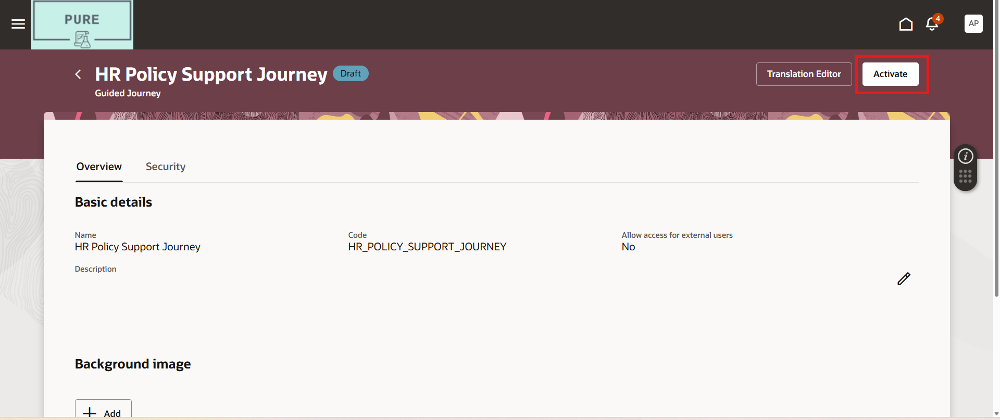 PURE
4
AP
HR Policy Support Journey
Draft
Guided Journey
Translation Editor
Activate
Overview
Security
i
Basic details
Name
HR Policy Support Journey
Code
HR_POLICY_SUPPORT_JOURNEY
Allow access for external users
No
Description
Background image
Add